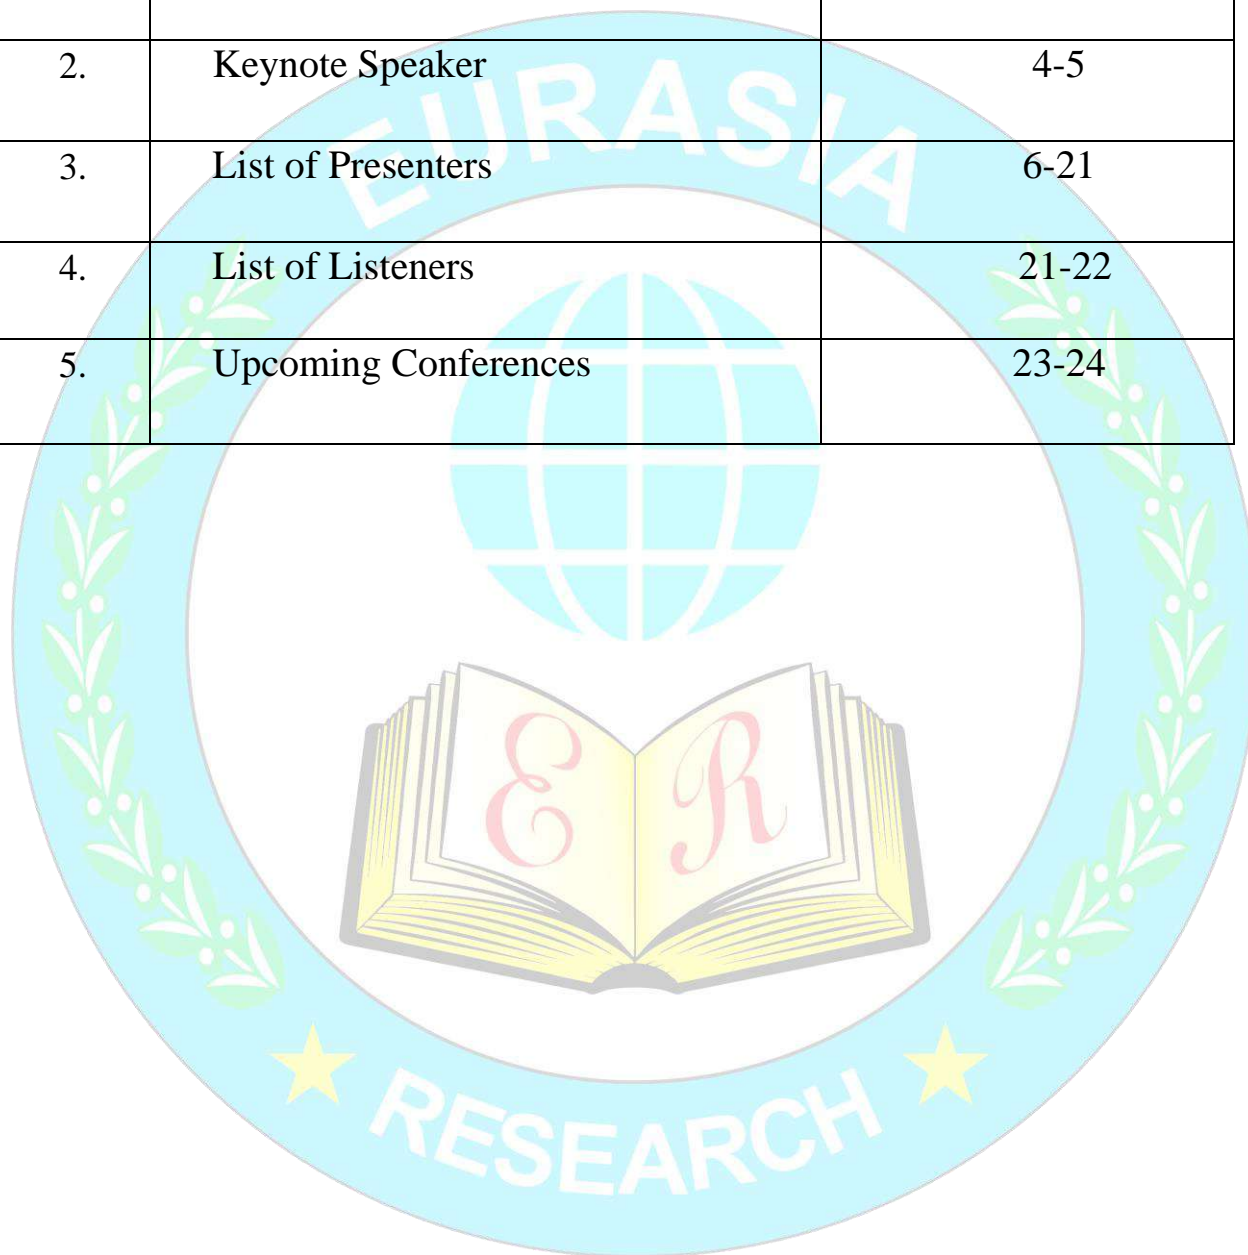 2. Keynote Speaker 4-5
3. List of Presenters 6-21
4. List of Listeners 21-22
5. Upcoming Conferences 23-24
EURASIA
E R
RESEARCH